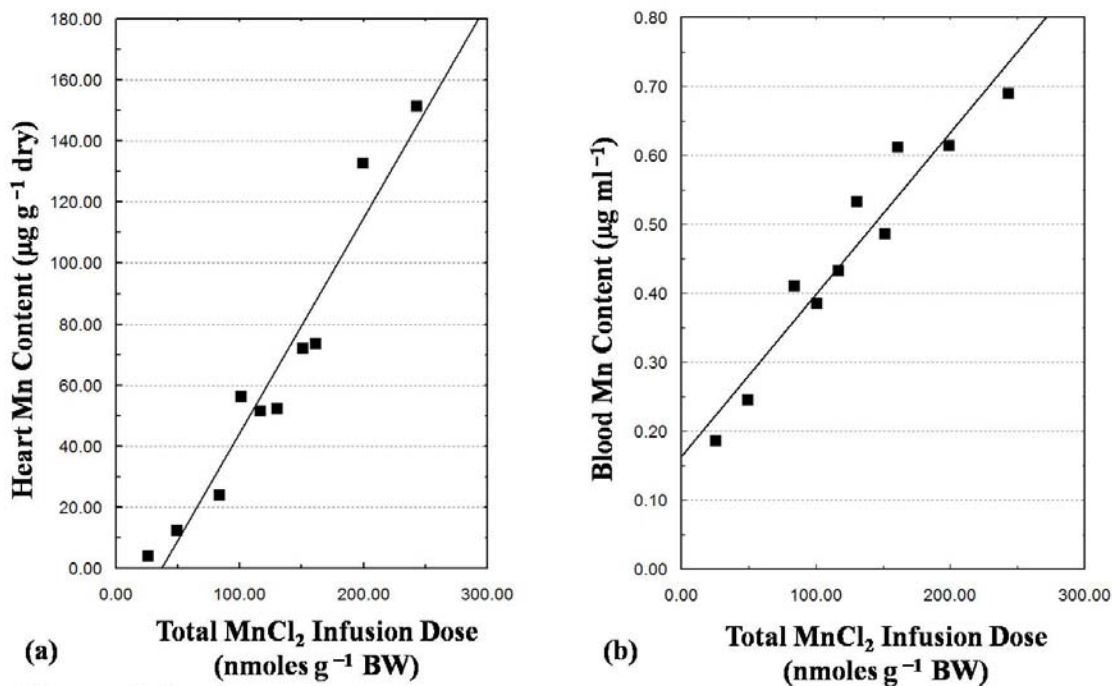 180.00
160.00
140.00
120.00
100.00
80.00
60.00
40.00
20.00
0.00
Heart Mn Content (µg g⁻¹ dry)
0.00 100.00 200.00 300.00
Total MnCl₂ Infusion Dose
(nmoles g⁻¹ BW)
(a)
0.80
0.70
0.60
0.50
0.40
0.30
0.20
0.10
0.00
Blood Mn Content (µg ml⁻¹)
0.00 100.00 200.00 300.00
Total MnCl₂ Infusion Dose
(nmoles g⁻¹ BW)
(b)